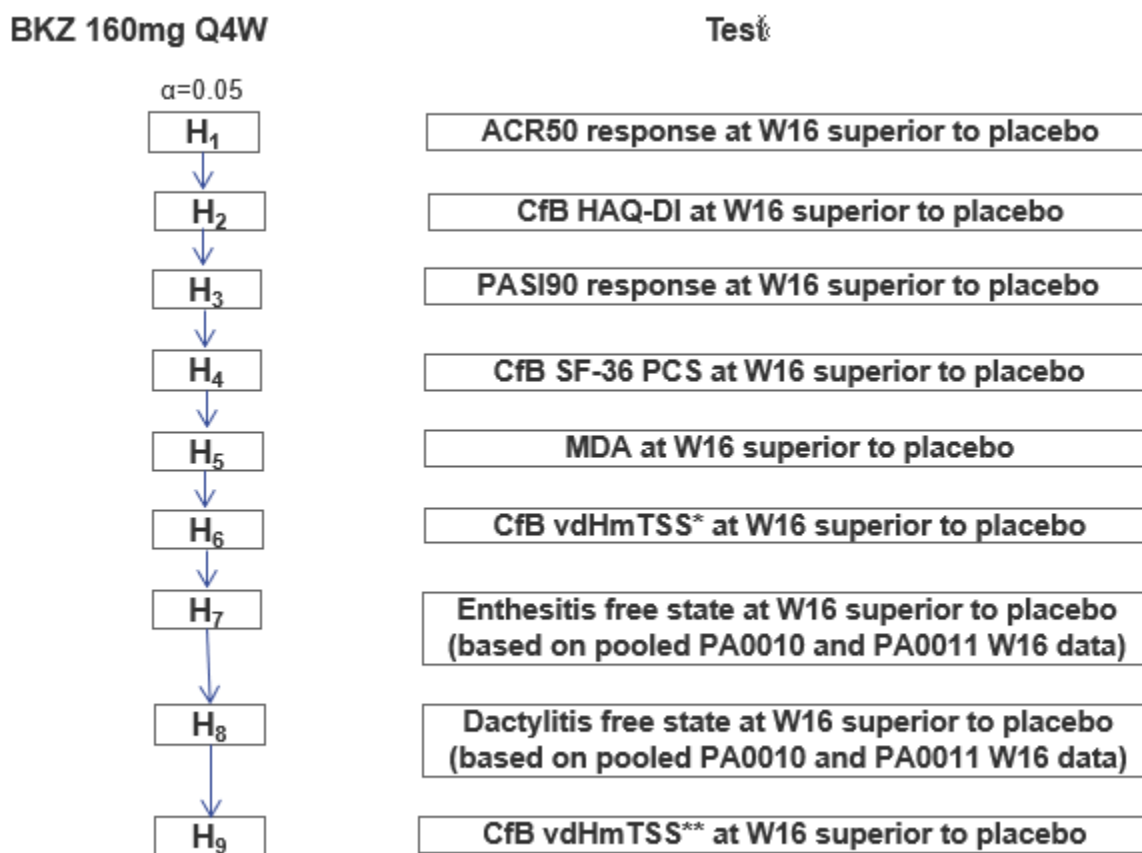 BKZ 160mg Q4W Test
α=0.05
H₁ ACR50 response at W16 superior to placebo
H₂ CfB HAQ-DI at W16 superior to placebo
H₃ PASI90 response at W16 superior to placebo
H₄ CfB SF-36 PCS at W16 superior to placebo
H₅ MDA at W16 superior to placebo
H₆ CfB vdHmTSS* at W16 superior to placebo
H₇ Enthesitis free state at W16 superior to placebo
(based on pooled PA0010 and PA0011 W16 data)
H₈ Dactylitis free state at W16 superior to placebo
(based on pooled PA0010 and PA0011 W16 data)
H₉ CfB vdHmTSS** at W16 superior to placebo